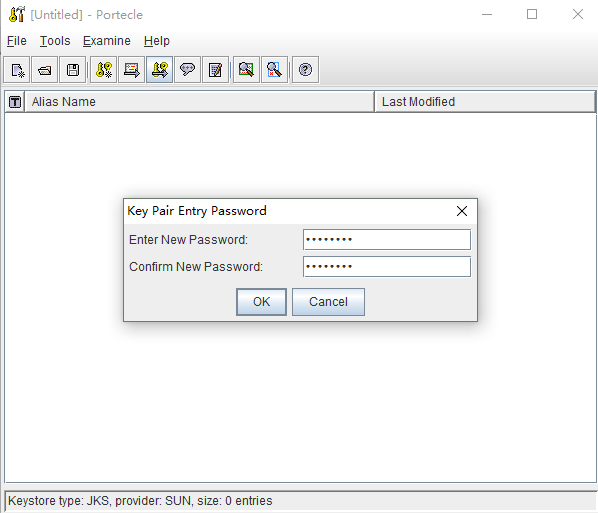 [Untitled] - Portecle
File Tools Examine Help
T Alias Name Last Modified
Key Pair Entry Password
Enter New Password: ••••••••
Confirm New Password: ••••••••
OK Cancel
Keystore type: JKS, provider: SUN, size: 0 entries